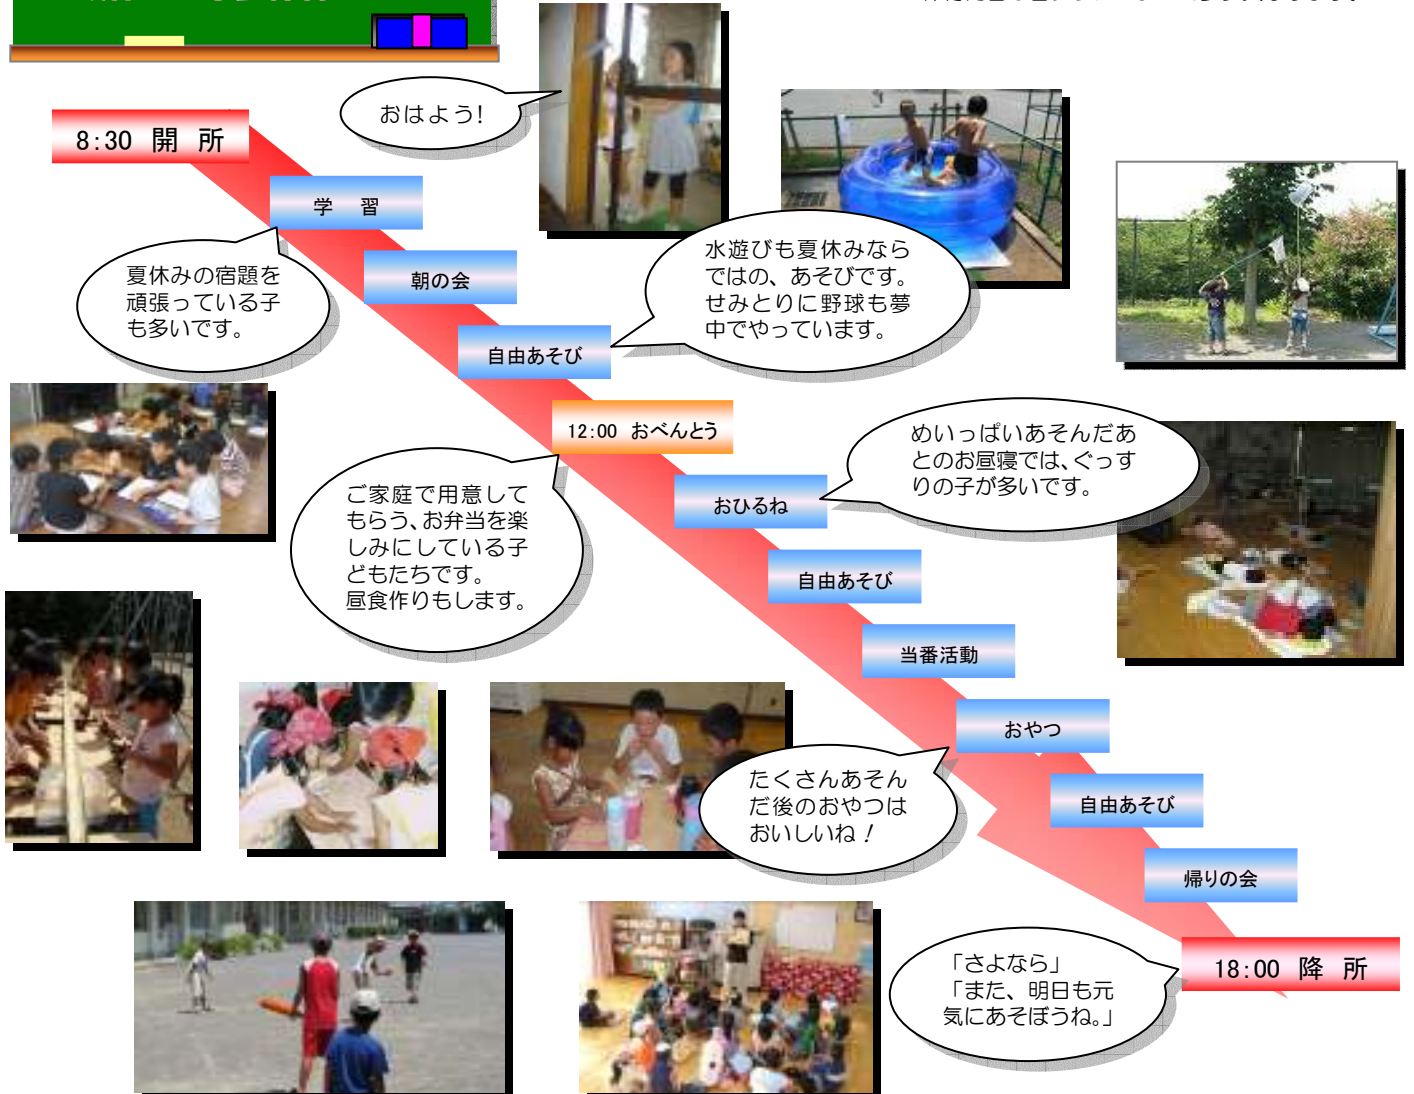 おはよう!
8:30 開 所
学 習
夏休みの宿題を
頑張っている子
も多いです。
朝の会
水遊びも夏休みなら
ではの、あそびです。
せみとりに野球も夢
中でやっています。
自由あそび
12:00 おべんとう
ご家庭で用意して
もらう、お弁当を楽
しみにしている子
どもたちです。
昼食作りもします。
めいっぱいあそんだあ
とのお昼寝では、ぐっす
りの子が多いです。
おひるね
自由あそび
当番活動
おやつ
たくさんあそん
だ後のおやつは
おいしいね！
自由あそび
帰りの会
「さよなら」
「また、明日も元
気にあそぼうね。」
18:00 降 所